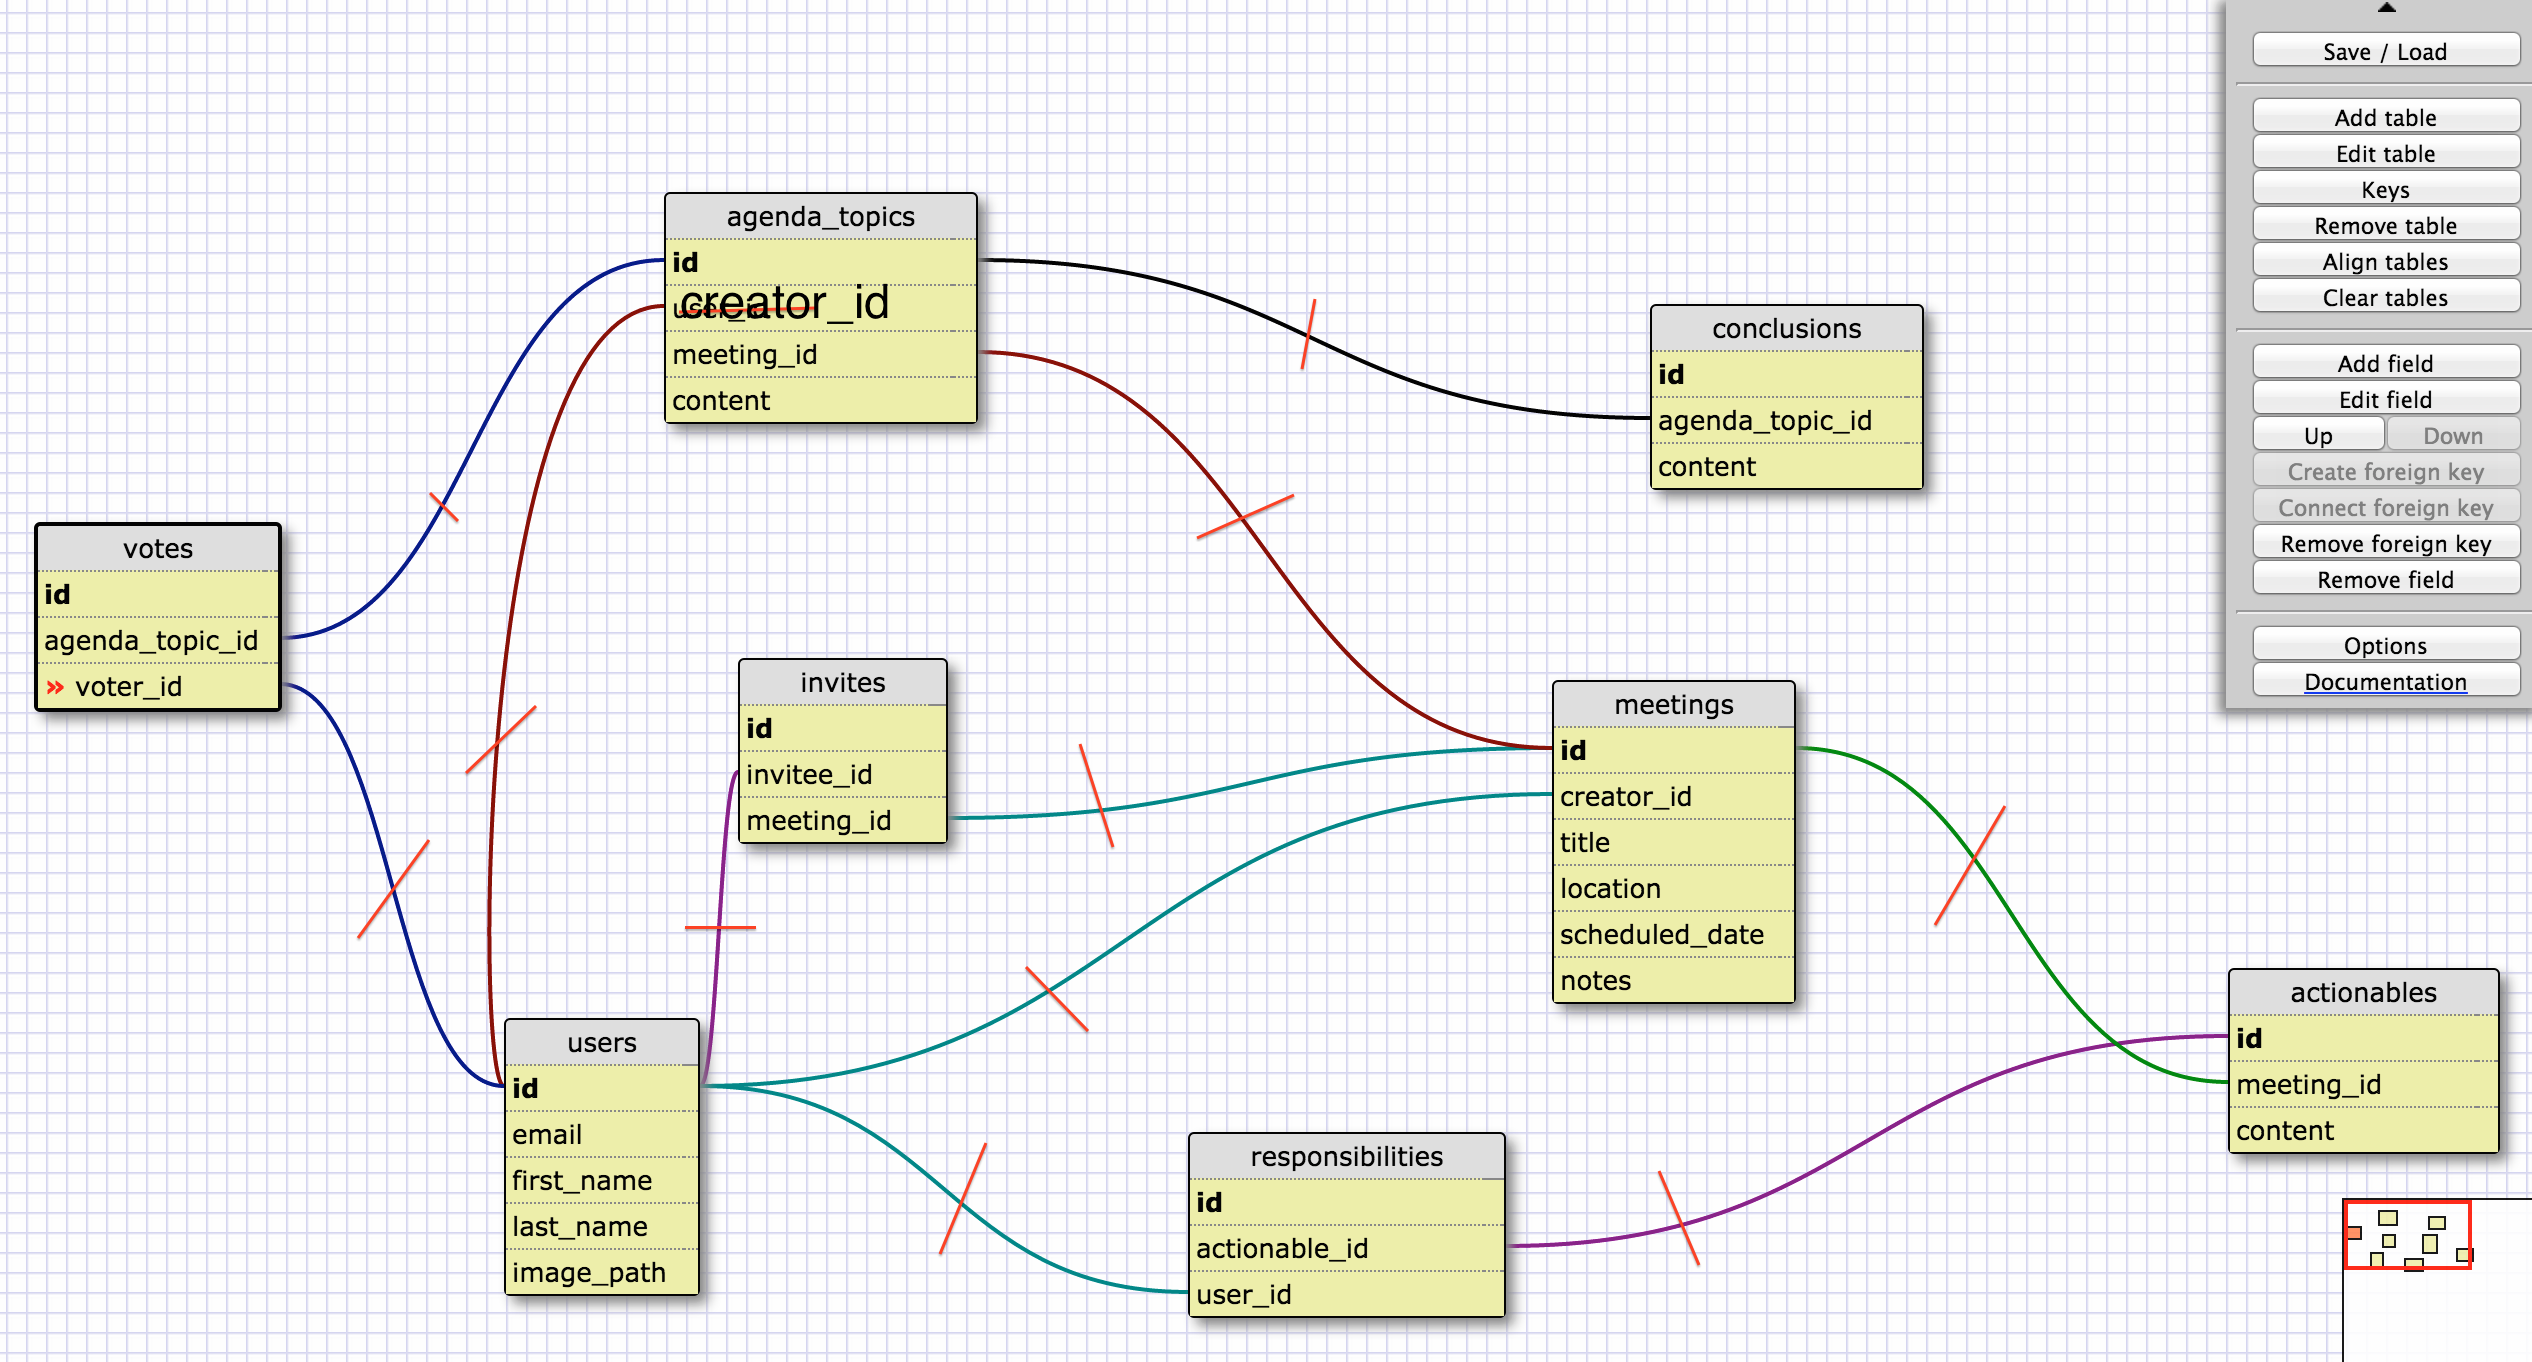 agenda_topics
id
user_id
creator_id
meeting_id
content
conclusions
id
agenda_topic_id
content
votes
id
agenda_topic_id
» voter_id
invites
id
invitee_id
meeting_id
meetings
id
creator_id
title
location
scheduled_date
notes
users
id
email
first_name
last_name
image_path
responsibilities
id
actionable_id
user_id
actionables
id
meeting_id
content
Save / Load
Add table
Edit table
Keys
Remove table
Align tables
Clear tables
Add field
Edit field
Up Down
Create foreign key
Connect foreign key
Remove foreign key
Remove field
Options
Documentation